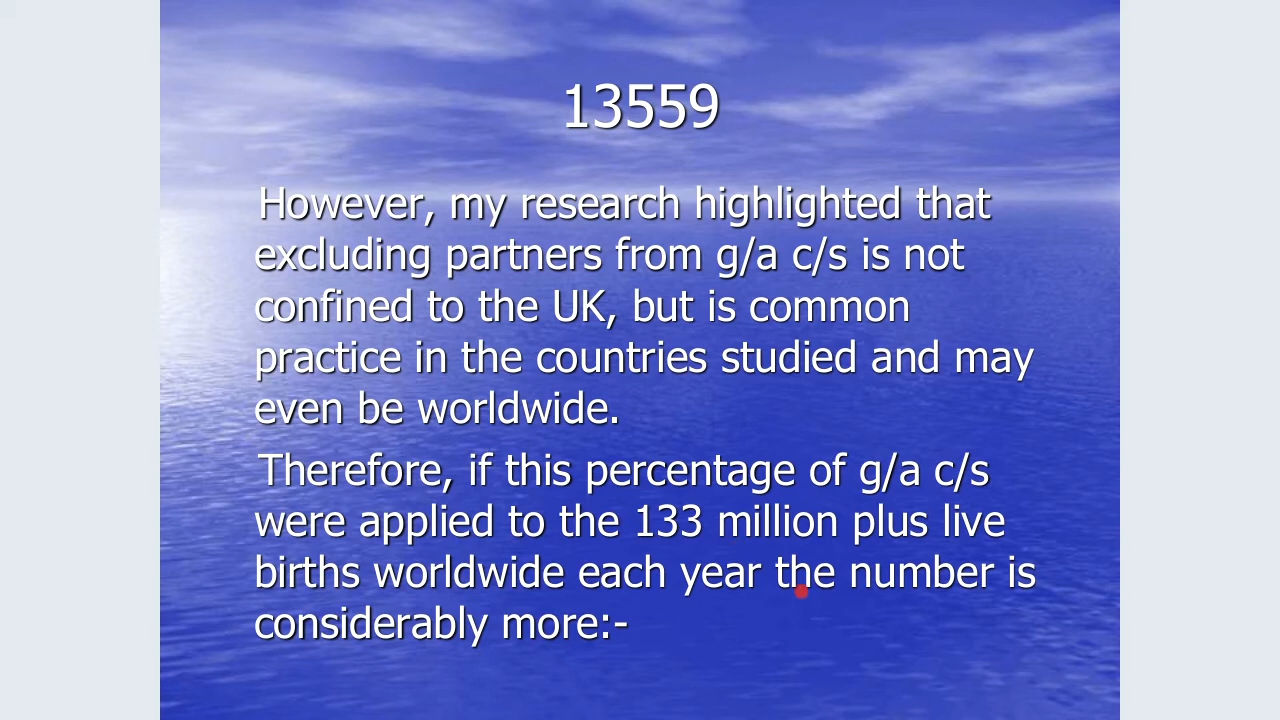 13559
However, my research highlighted that
excluding partners from g/a c/s is not
confined to the UK, but is common
practice in the countries studied and may
even be worldwide.
Therefore, if this percentage of g/a c/s
were applied to the 133 million plus live
births worldwide each year the number is
considerably more:-